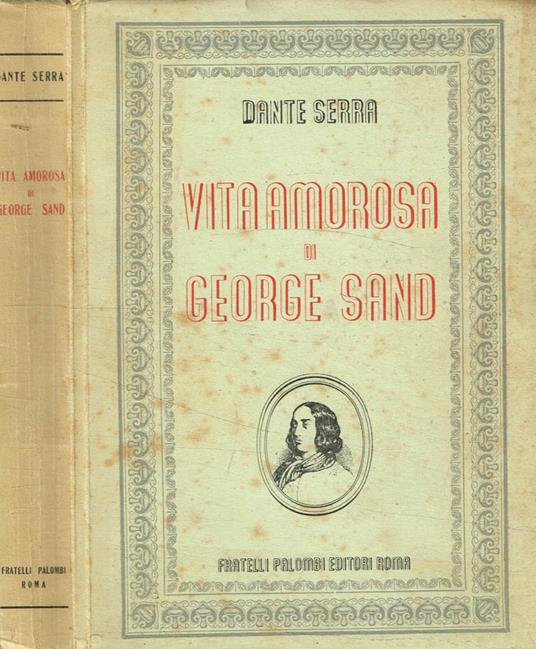 DANTE SERRA
VITA AMOROSA
DI
GEORGE SAND
FRATELLI PALOMBI
ROMA
DANTE SERRA
VITA AMOROSA
DI
GEORGE SAND
FRATELLI PALOMBI EDITORI ROMA